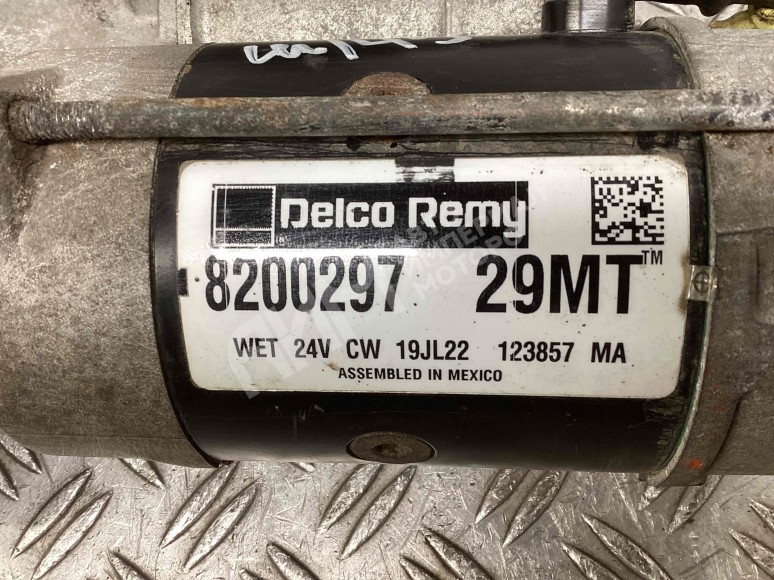 Delco Remy
8200297 29MT™
WET 24V CW 19JL22 123857 MA
ASSEMBLED IN MEXICO